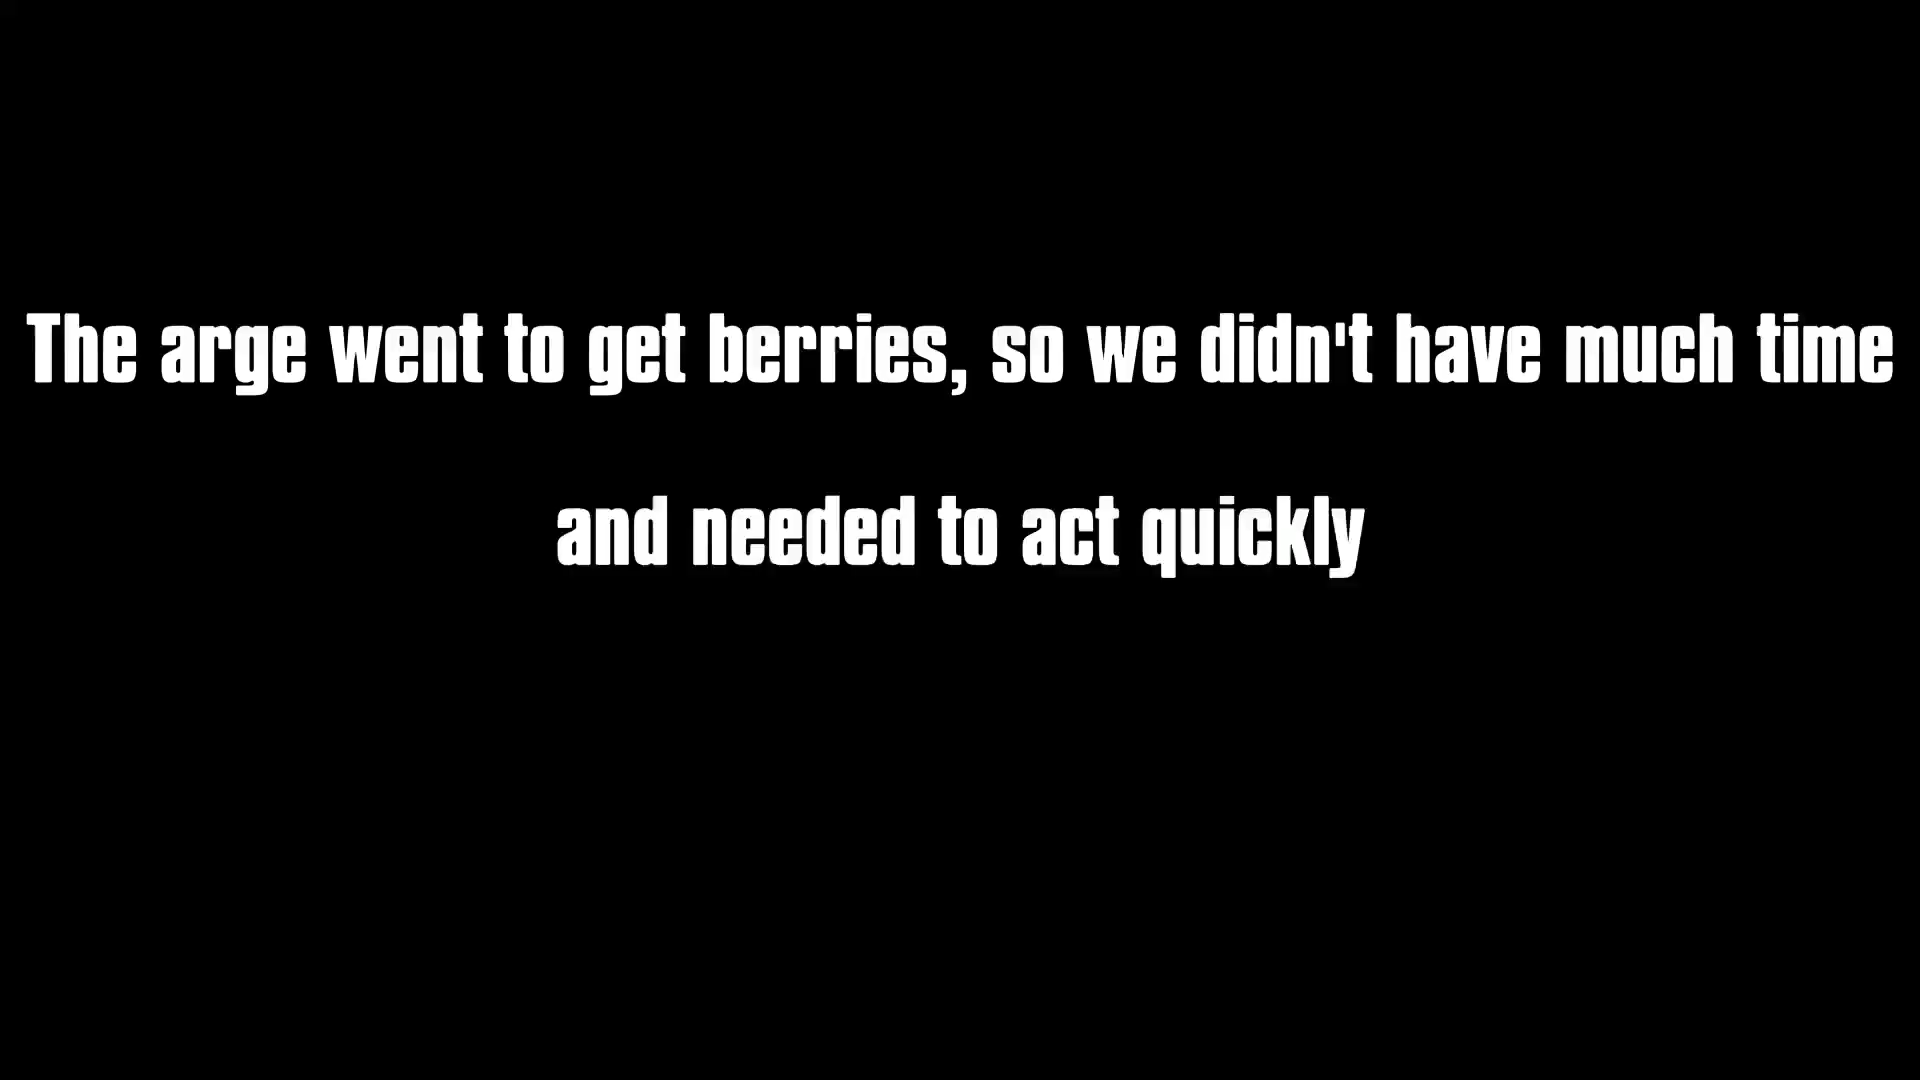 The arge went to get berries, so we didn't have much time
and needed to act quickly